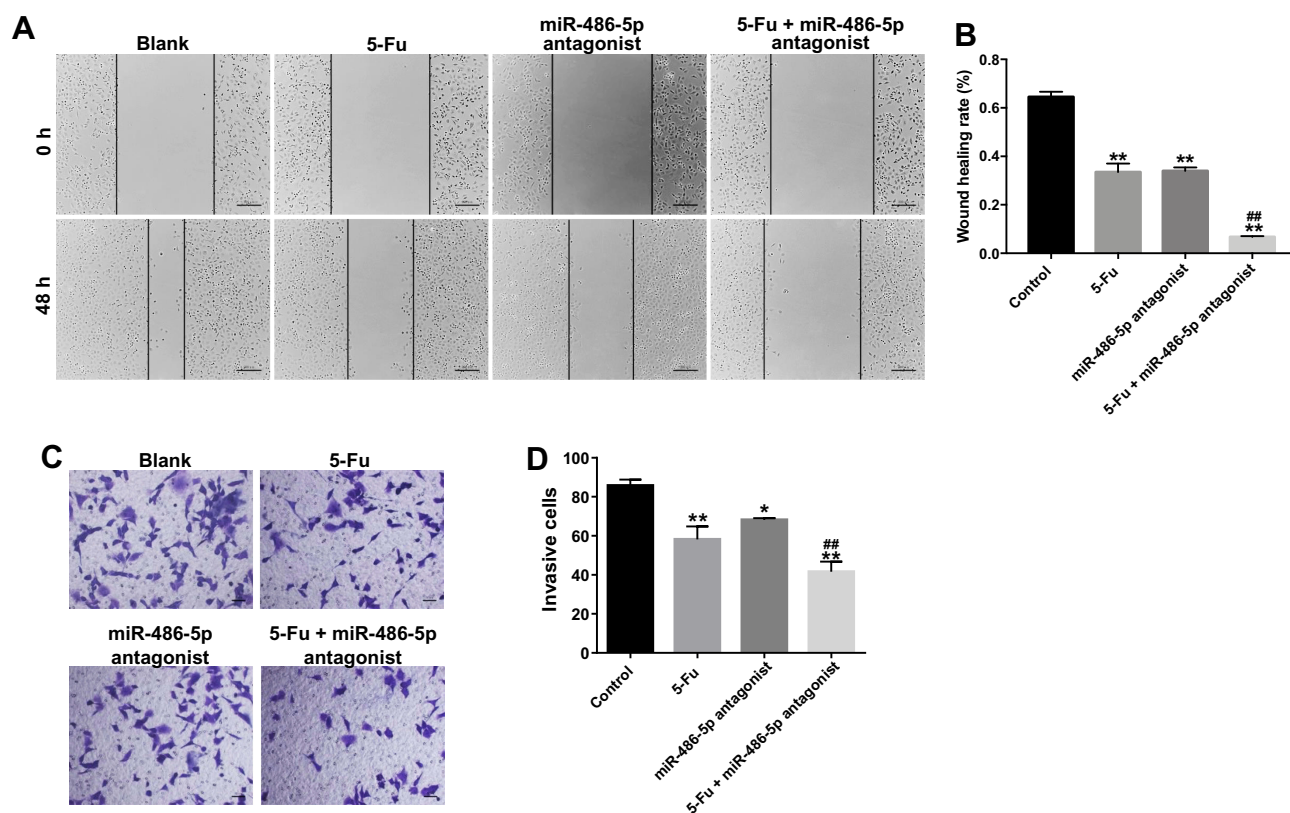 A
Blank
5-Fu
miR-486-5p
antagonist
5-Fu + miR-486-5p
antagonist
0 h
48 h
B
Wound healing rate (%)
0.8
0.6
0.4
0.2
0.0
**
**
##
**
Control
5-Fu
miR-486-5p antagonist
5-Fu + miR-486-5p antagonist
C
Blank
5-Fu
miR-486-5p
antagonist
5-Fu + miR-486-5p
antagonist
D
Invasive cells
100
80
60
40
20
0
**
*
##
**
Control
5-Fu
miR-486-5p antagonist
5-Fu + miR-486-5p antagonist